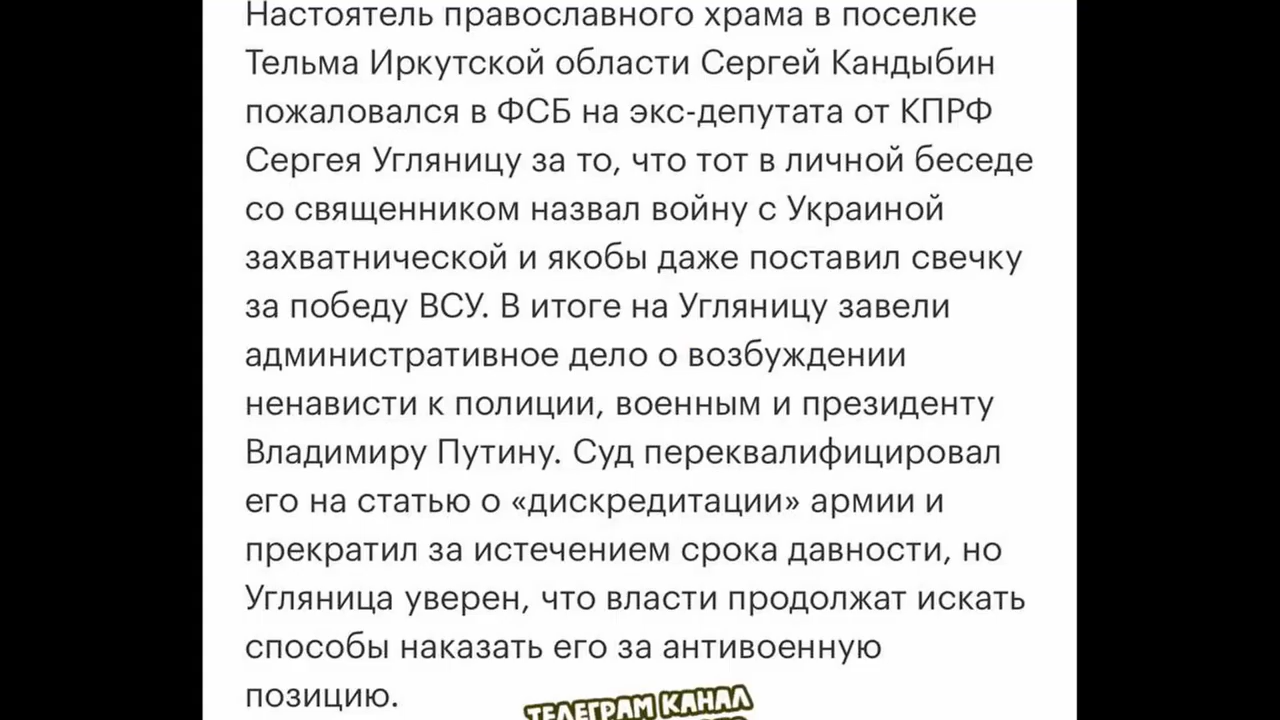 Настоятель православного храма в поселке
Тельма Иркутской области Сергей Кандыбин
пожаловался в ФСБ на экс-депутата от КПРФ
Сергея Угляницу за то, что тот в личной беседе
со священником назвал войну с Украиной
захватнической и якобы даже поставил свечку
за победу ВСУ. В итоге на Угляницу завели
административное дело о возбуждении
ненависти к полиции, военным и президенту
Владимиру Путину. Суд переквалифицировал
его на статью о «дискредитации» армии и
прекратил за истечением срока давности, но
Угляница уверен, что власти продолжат искать
способы наказать его за антивоенную
позицию.
ТЕЛЕГРАМ КАНАЛ